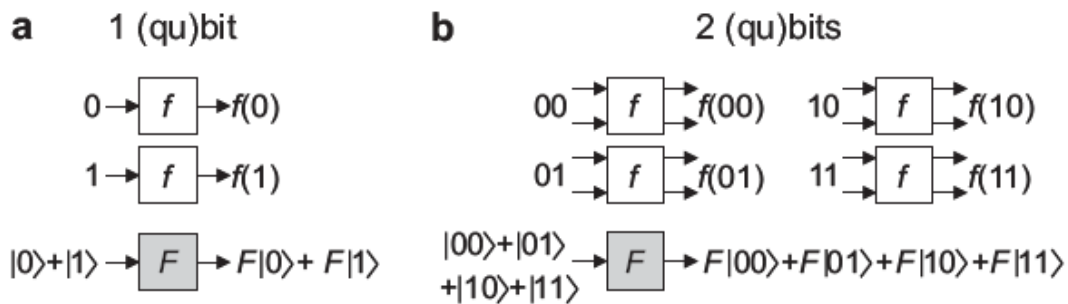 a 1 (qu)bit b 2 (qu)bits
0 f f(0) 00 f f(00) 10 f f(10)
1 f f(1) 01 f f(01) 11 f f(11)
|0⟩+|1⟩ F F|0⟩+ F|1⟩ |00⟩+|01⟩
+|10⟩+|11⟩ F F|00⟩+F|01⟩+F|10⟩+F|11⟩